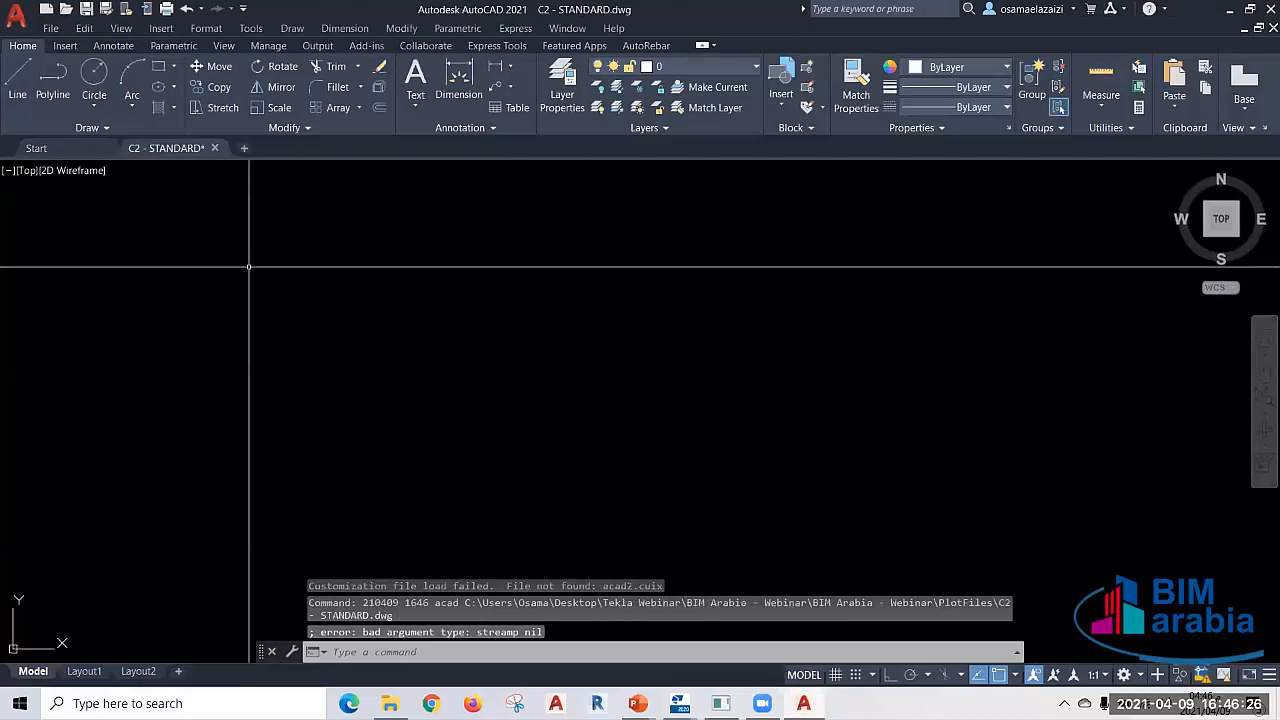 Autodesk AutoCAD 2021 C2 - STANDARD.dwg
Type a keyword or phrase
osamaelazaizi
File Edit View Insert Format Tools Draw Dimension Modify Parametric Express Window Help
Home Insert Annotate Parametric View Manage Output Add-ins Collaborate Express Tools Featured Apps AutoRebar
Line Polyline Circle Arc
Move Rotate Trim
Copy Mirror Fillet
Stretch Scale Array
Text Dimension Table
Layer Properties
0
Make Current
Match Layer
Insert
Match Properties
ByLayer
ByLayer
ByLayer
Group Measure Paste Base
Draw Modify Annotation Layers Block Properties Groups Utilities Clipboard View
Start C2 - STANDARD*
[−][Top][2D Wireframe]
N
W TOP E
S
WCS
Customization file load failed. File not found: acad2.cuix
Command: 210409 1646 acad C:\Users\Osama\Desktop\Tekla Webinar\BIM Arabia - Webinar\BIM Arabia - Webinar\PlotFiles\C2
- STANDARD.dwg
; error: bad argument type: streamp nil
Type a command
Y
X
BIM
arabia
Model Layout1 Layout2
MODEL 1:1
Type here to search
2021-04-09 16:46:26
04:46